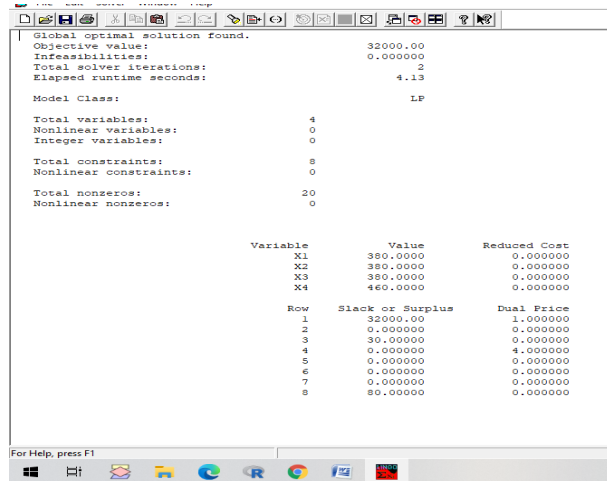 Global optimal solution found.
Objective value: 32000.00
Infeasibilities: 0.000000
Total solver iterations: 2
Elapsed runtime seconds: 4.13
Model Class: LP
Total variables: 4
Nonlinear variables: 0
Integer variables: 0
Total constraints: 8
Nonlinear constraints: 0
Total nonzeros: 20
Nonlinear nonzeros: 0
Variable Value Reduced Cost
X1 380.0000 0.000000
X2 380.0000 0.000000
X3 380.0000 0.000000
X4 460.0000 0.000000
Row Slack or Surplus Dual Price
1 32000.00 1.000000
2 0.000000 0.000000
3 30.00000 0.000000
4 0.000000 4.000000
5 0.000000 0.000000
6 0.000000 0.000000
7 0.000000 0.000000
8 80.00000 0.000000
For Help, press F1